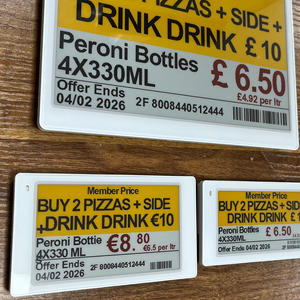 2 PIZZAS + SIDE +
DRINK DRINK £10
Peroni Bottles
4X330ML
£6.50
£4.92 per ltr
Offer Ends
04/02 2026
2F 8008440512444
Member Price
BUY 2 PIZZAS + SIDE
+DRINK DRINK €10
Peroni Bottie
4X330 ML
€8.80
€6.5 per ltr
Offer Ends
04/02 2026
2F 8008440512444
Member Price
BUY 2 PIZZAS + SID
DRINK DRINK £1
Peroni Bottles
4X330ML
£6.50
Offer Ends 04/02 2026